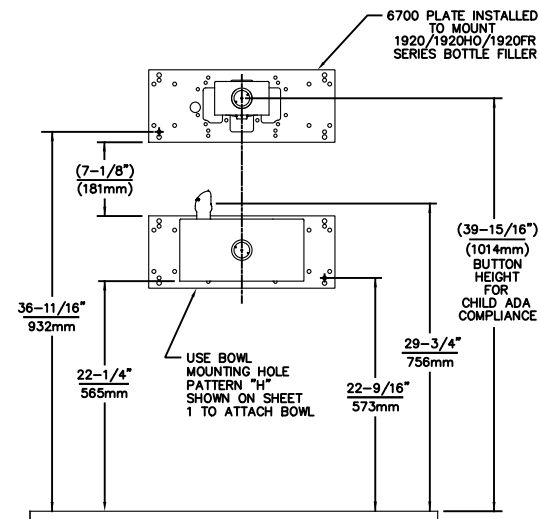 6700 PLATE INSTALLED
TO MOUNT
1920/1920HO/1920FR
SERIES BOTTLE FILLER
(7-1/8")
(181mm)
(39-15/16")
(1014mm)
BUTTON
HEIGHT
FOR
CHILD ADA
COMPLIANCE
36-11/16"
932mm
29-3/4"
756mm
22-1/4"
565mm
USE BOWL
MOUNTING HOLE
PATTERN "H"
SHOWN ON SHEET
1 TO ATTACH BOWL
22-9/16"
573mm